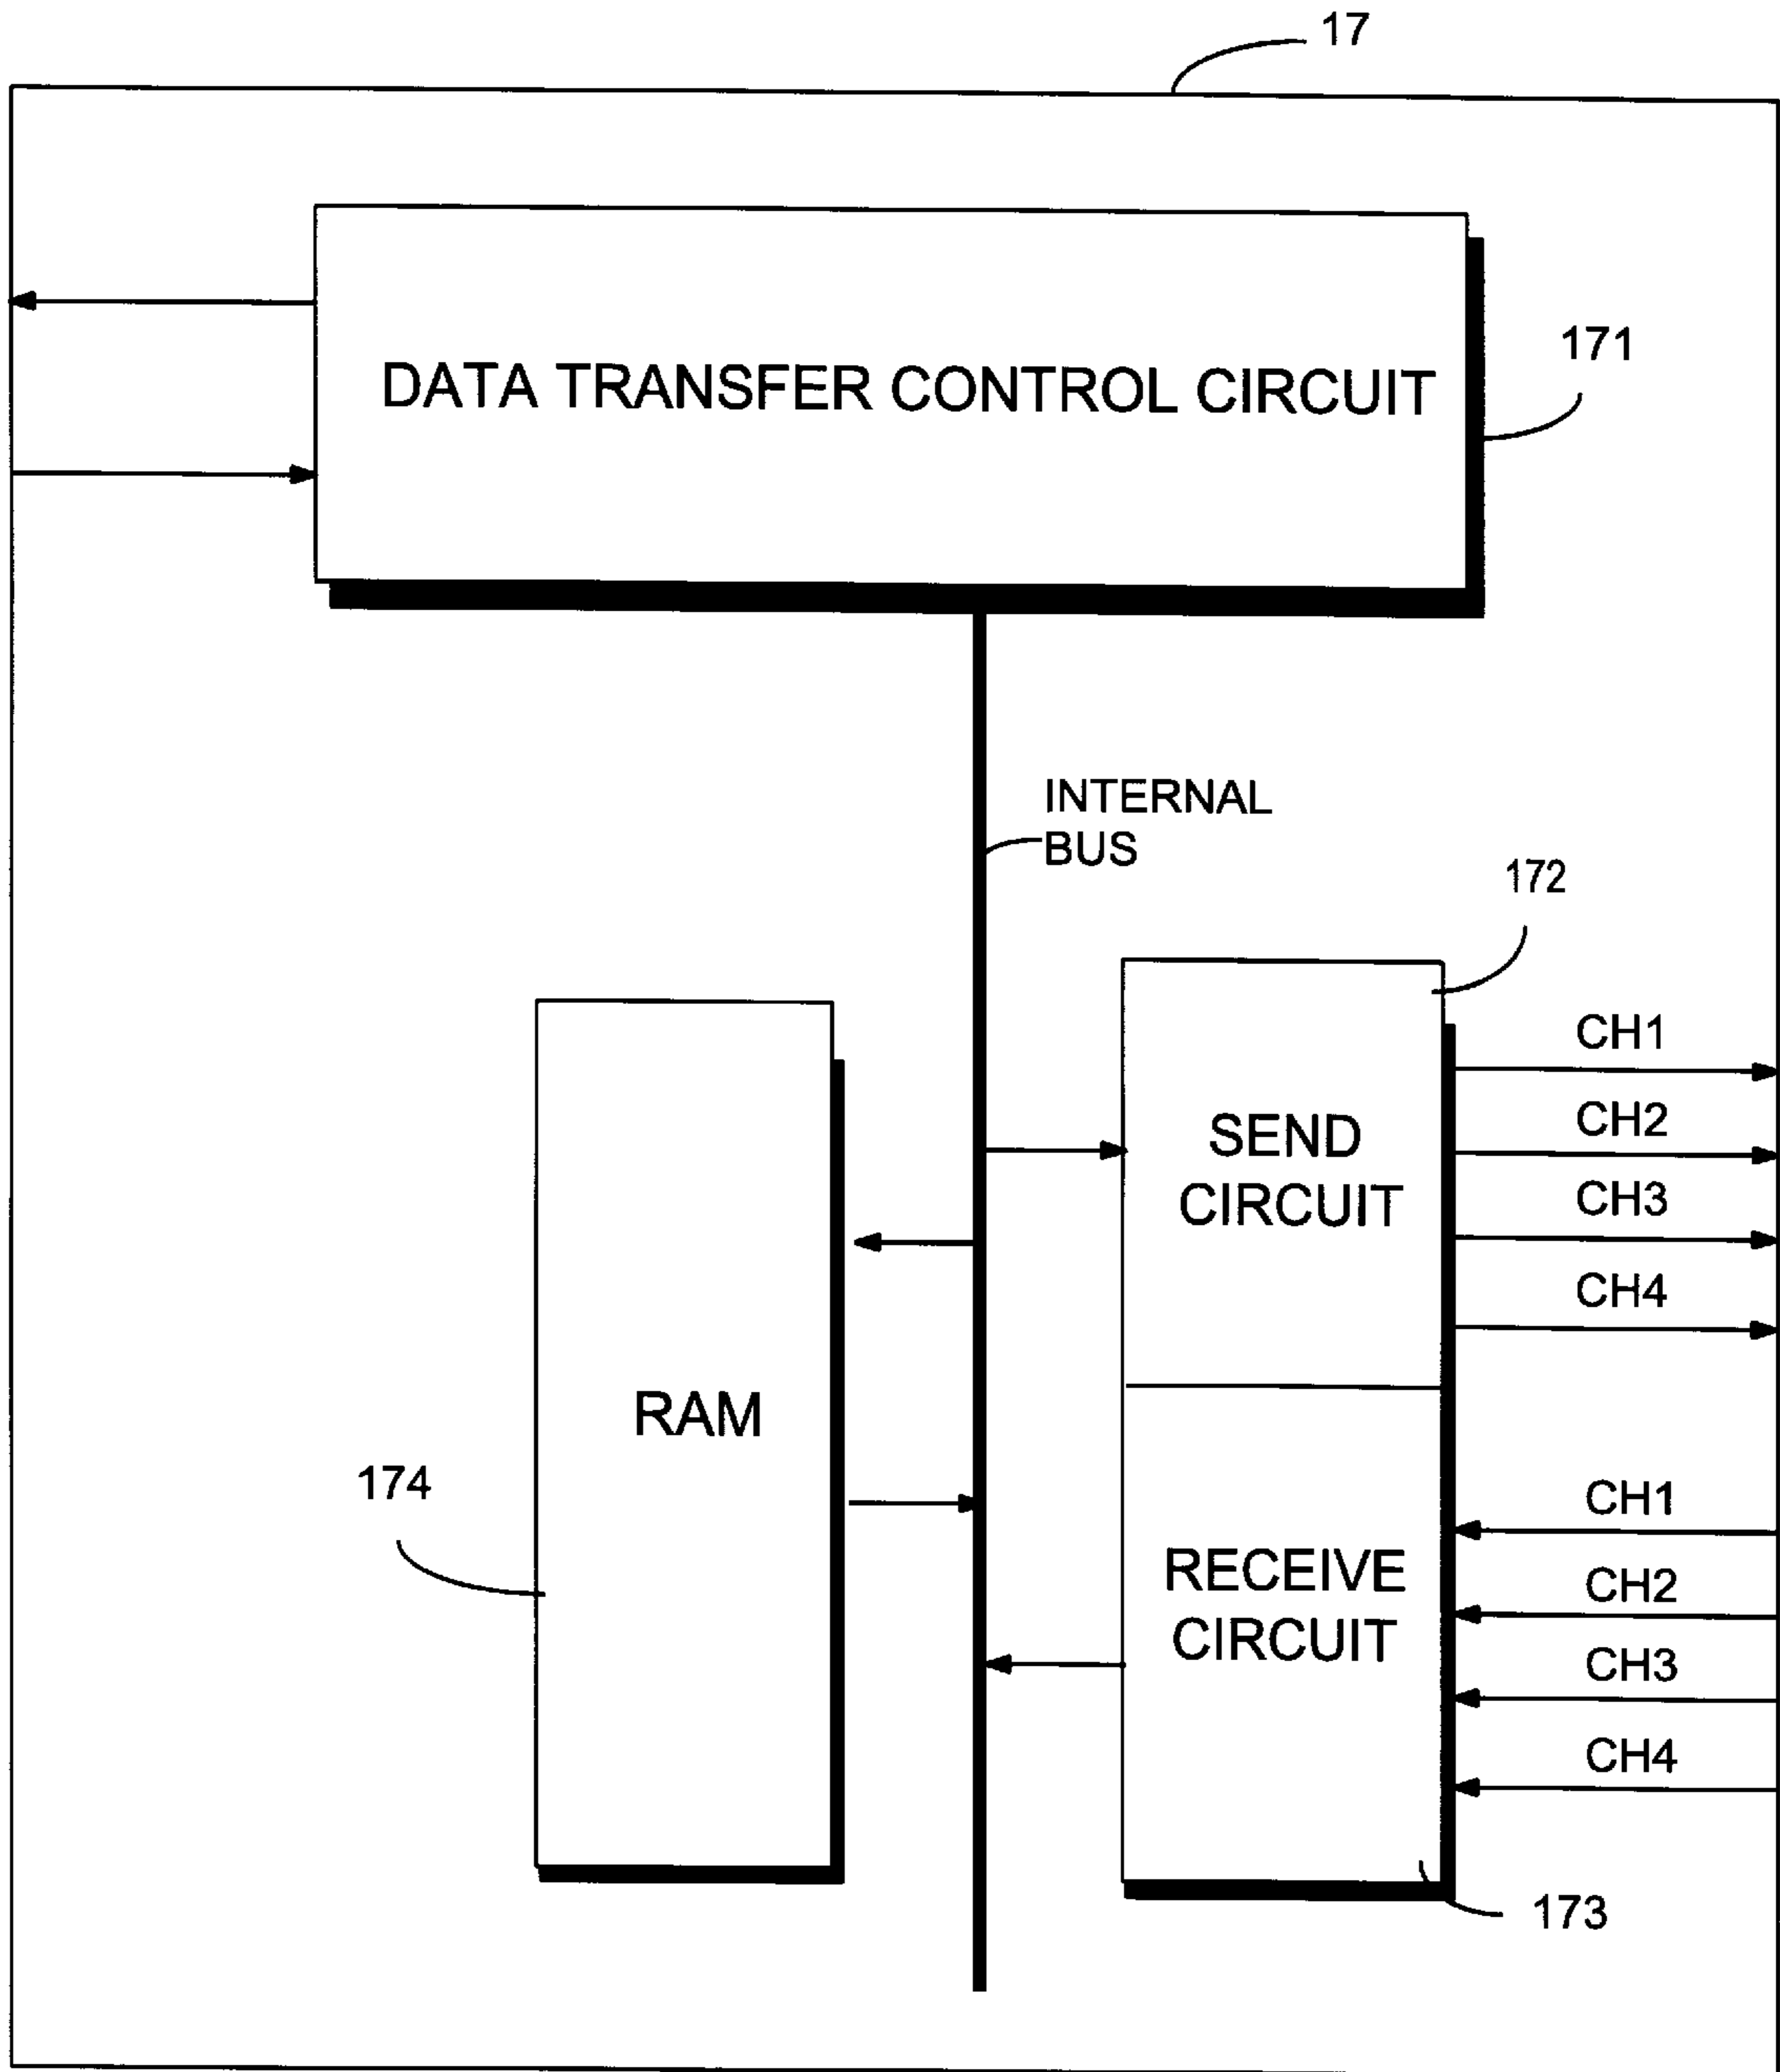 17
DATA TRANSFER CONTROL CIRCUIT
171
INTERNAL
BUS
172
CH1
CH2
CH3
CH4
SEND
CIRCUIT
RAM
174
CH1
CH2
CH3
CH4
RECEIVE
CIRCUIT
173